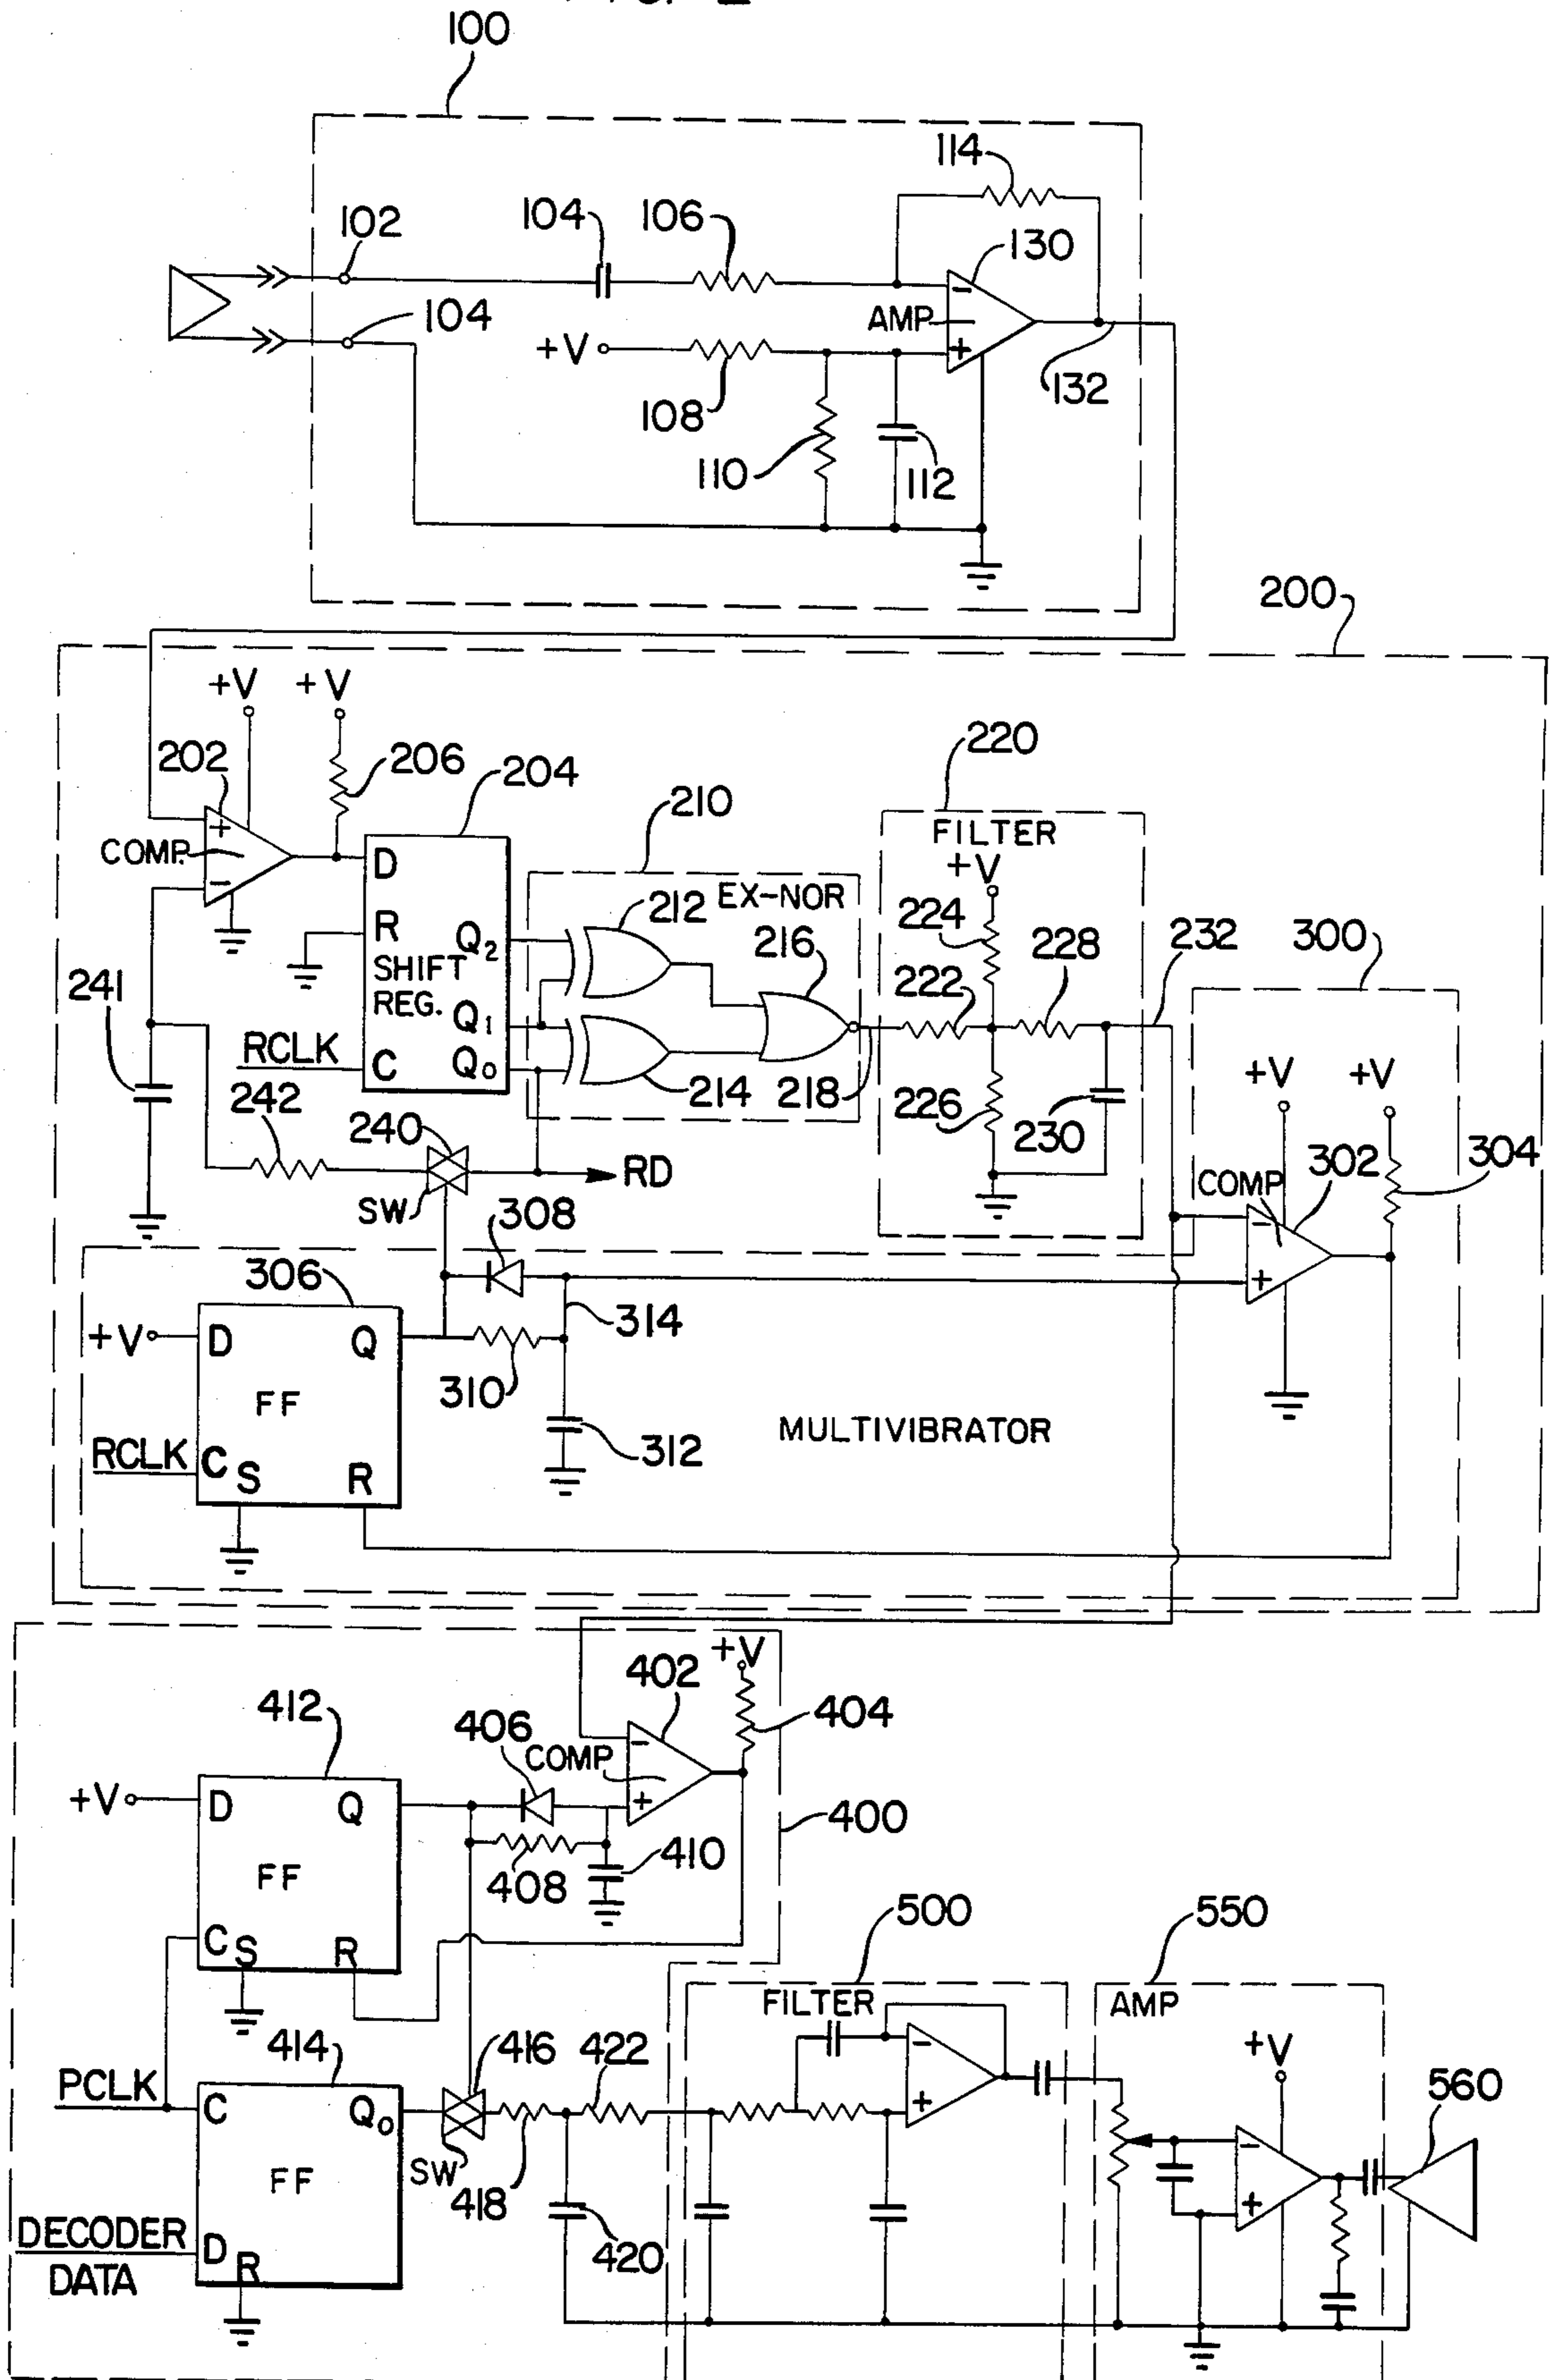 100
114
102
104
106
130
104
AMP
−
+V
+
132
108
110
112
200
+V
+V
220
202
206
204
210
FILTER
+V
COMP.
+
−
D
EX-NOR
212
224
228
232
300
R
Q2
216
222
241
SHIFT
REG.
Q1
RCLK
C
Q0
+V
+V
242
214
218
226
230
240
304
RD
302
COMP
SW
308
−
306
+
+V
D
Q
314
310
FF
MULTIVIBRATOR
312
RCLK
C
S
R
+V
402
412
404
406
COMP
−
+V
D
Q
+
400
410
FF
408
500
550
C
S
R
FILTER
AMP
414
416
422
−
+V
PCLK
C
Q0
+
560
SW
−
FF
418
+
DECODER
DATA
D
R
420